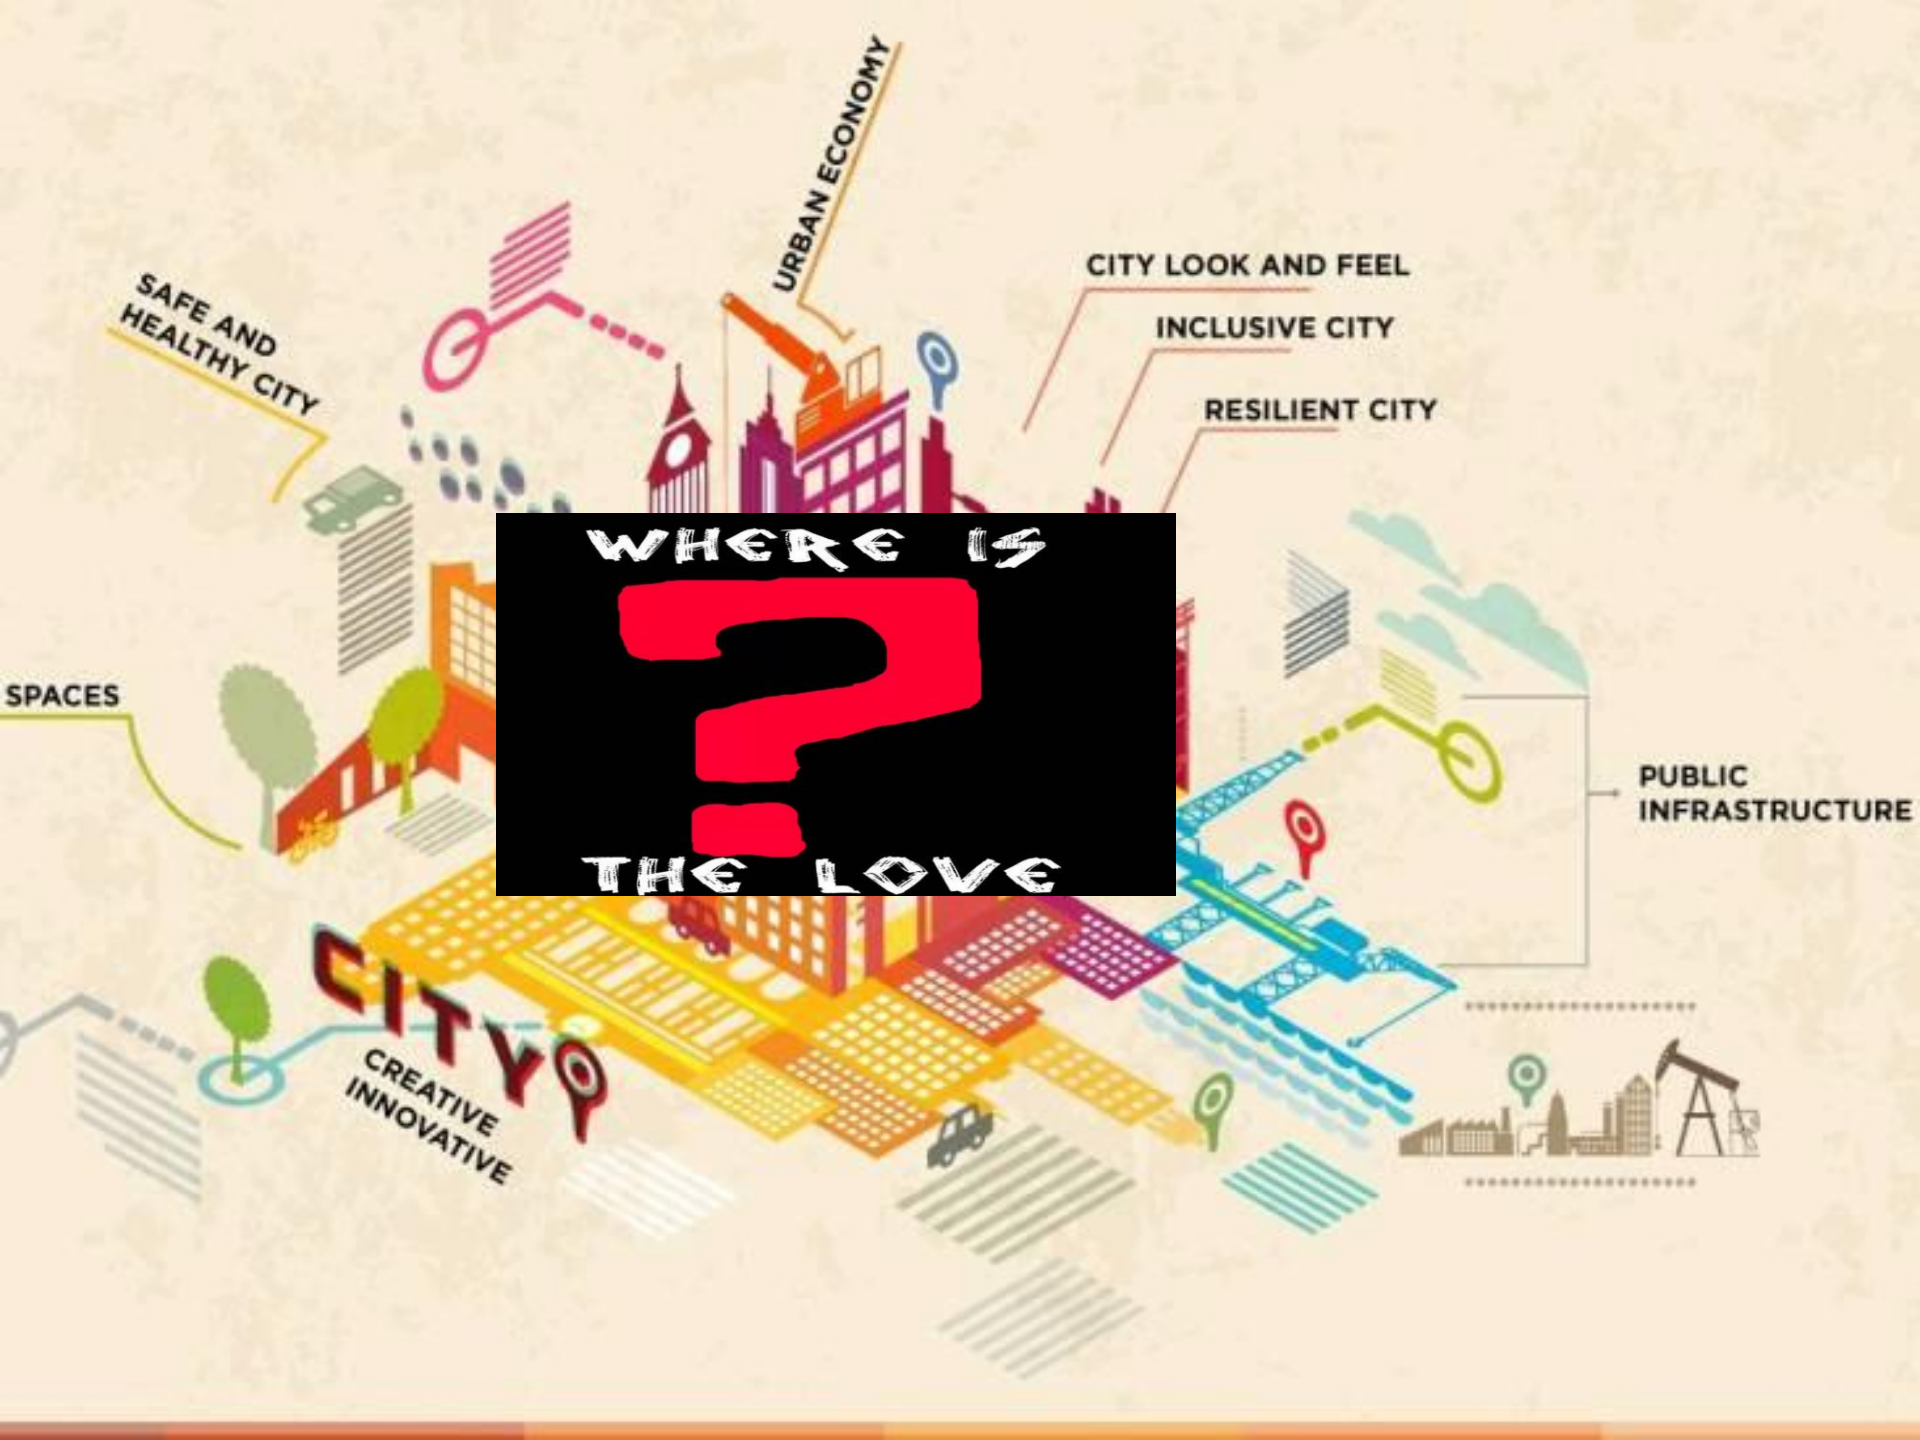 URBAN ECONOMY
SAFE AND
HEALTHY CITY
CITY LOOK AND FEEL
INCLUSIVE CITY
RESILIENT CITY
WHERE IS
?
THE LOVE
SPACES
PUBLIC
INFRASTRUCTURE
CITY
CREATIVE
INNOVATIVE